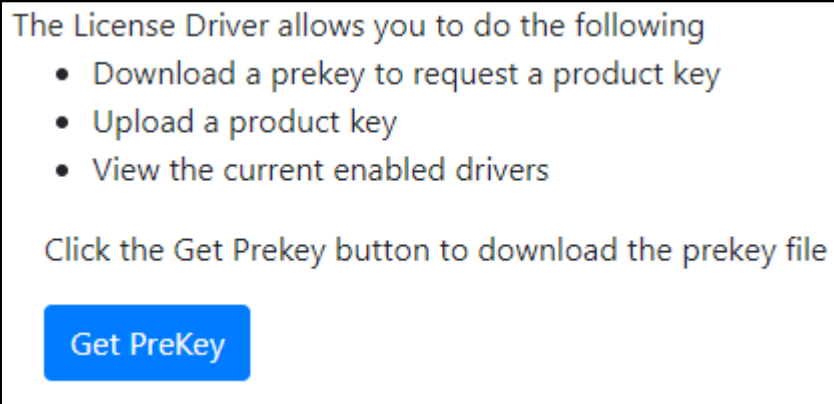 The License Driver allows you to do the following
• Download a prekey to request a product key
• Upload a product key
• View the current enabled drivers
Click the Get Prekey button to download the prekey file
Get PreKey